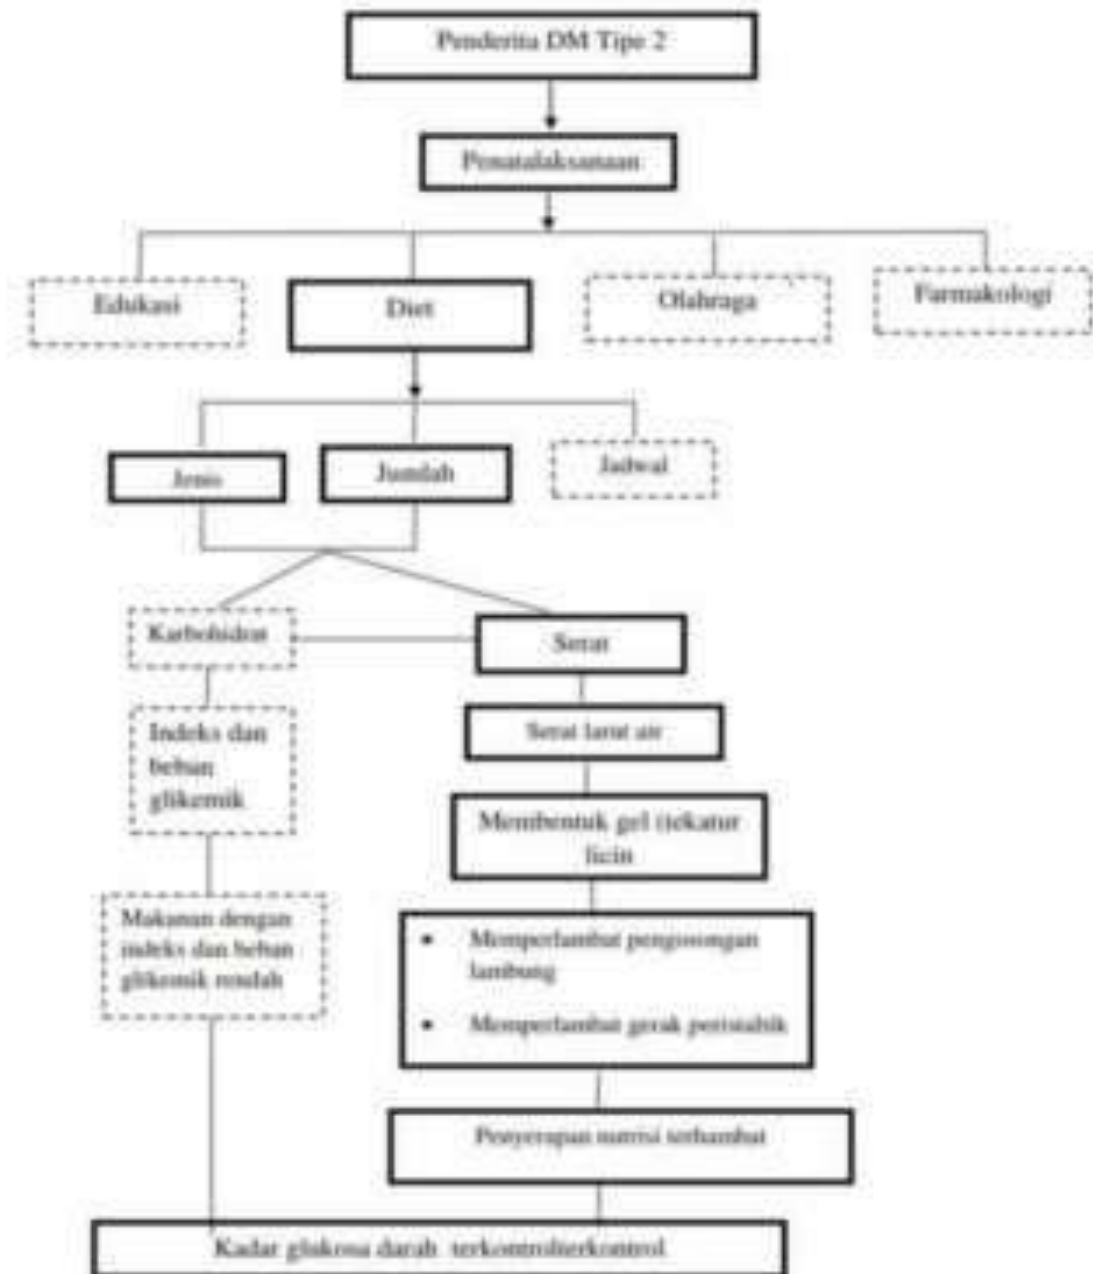 Penderita DM Tipe 2
Penatalaksanaan
Edukasi
Diet
Olahraga
Farmakologi
Jenis
Jumlah
Jadwal
Karbohidrat
Serat
Indeks dan
beban
glikemik
Serat larut air
Membentuk gel (tekatur
licin
Makanan dengan
indeks dan beban
glikemik rendah
• Memperlambat pengosongan
lambung
• Memperlambat gerak peristaltik
Penyerapan nutrisi terhambat
Kadar glukosa darah terkontrolterkontrol